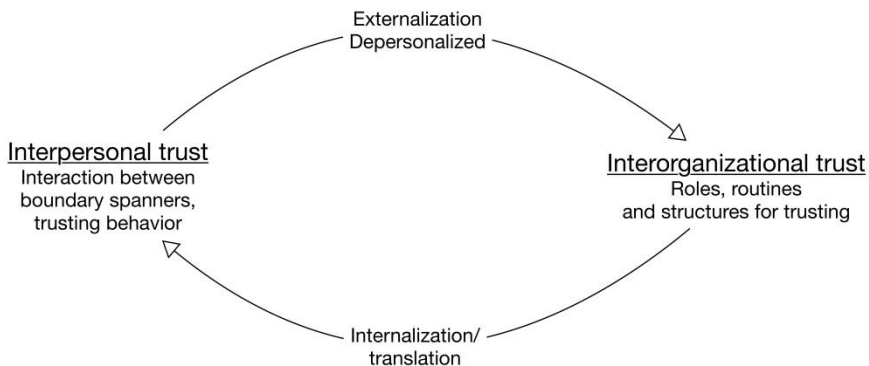 Externalization
Depersonalized
Interpersonal trust
Interaction between
boundary spanners,
trusting behavior
Interorganizational trust
Roles, routines
and structures for trusting
Internalization/
translation